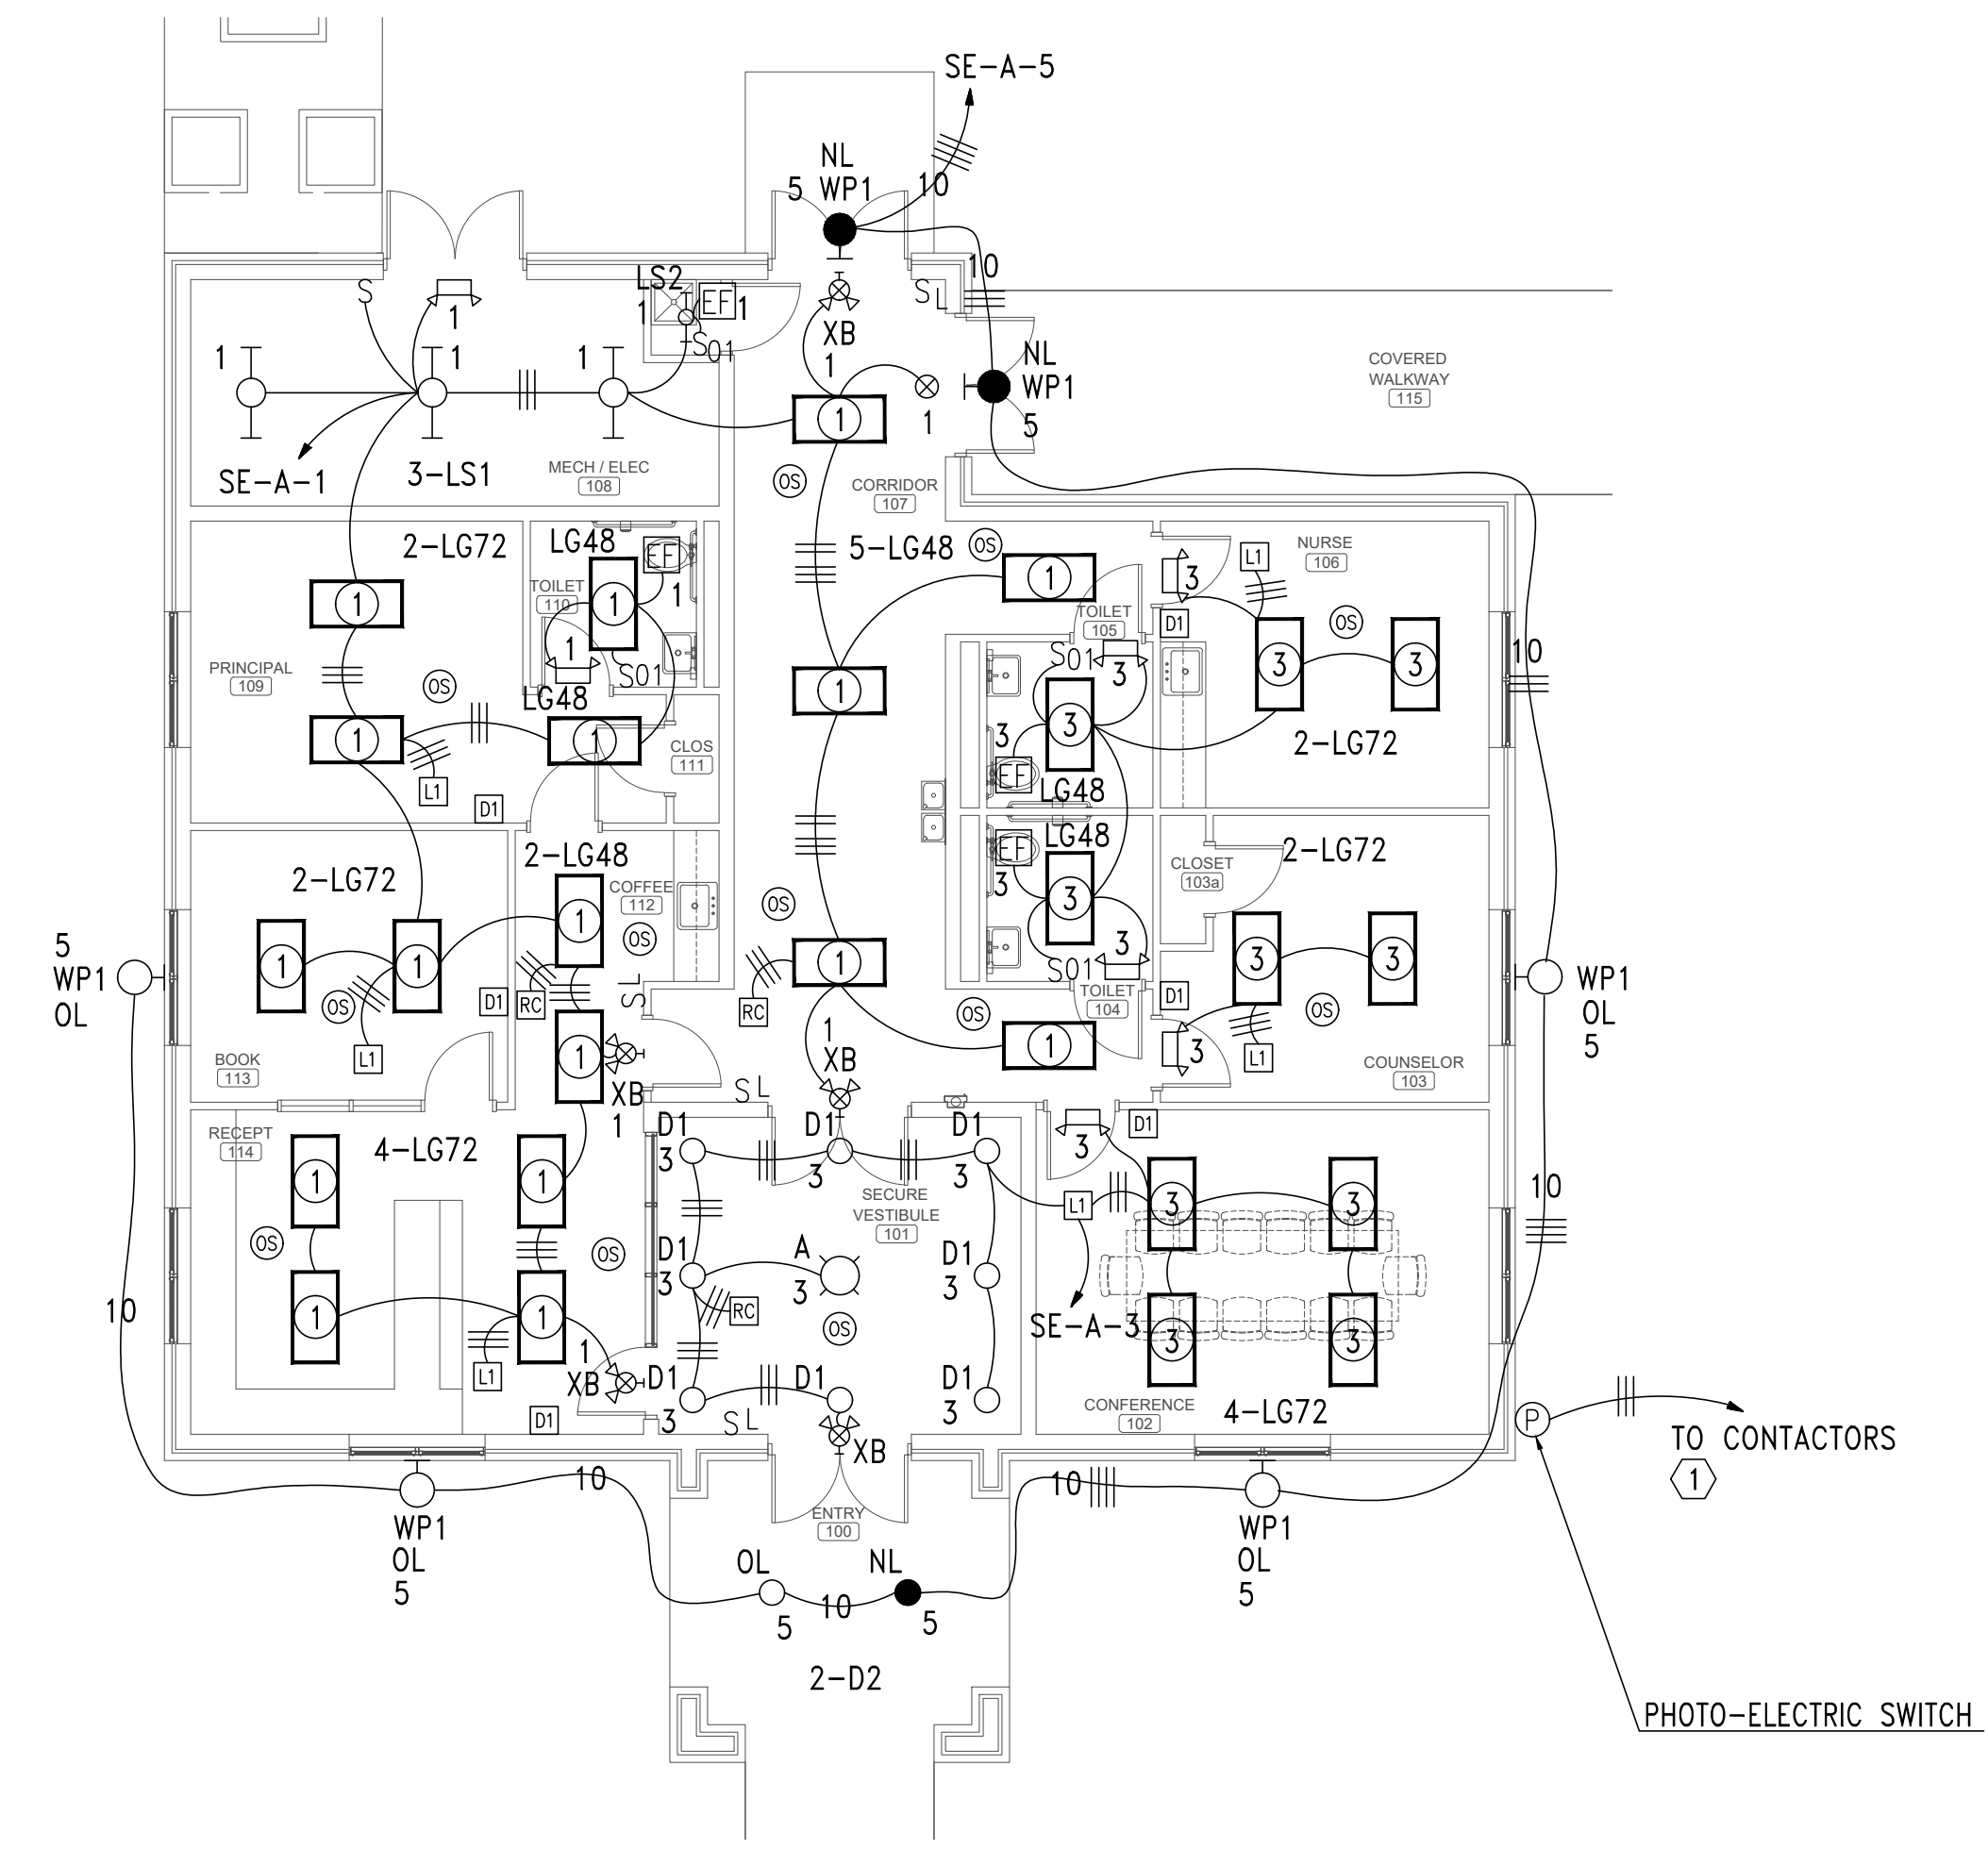 SE-A-5
NL
5 WP1
10
10
LS2
S
1
1
EF
1
S01
XB
1
SL
1
1
1
1
1
NL
WP1
5
COVERED
WALKWAY
115
SE-A-1
3-LS1
MECH / ELEC
108
OS
CORRIDOR
107
2-LG72
LG48
EF
1
TOILET
110
1
1
1
S01
5-LG48
OS
1
3
L1
NURSE
106
D1
OS
3
3
10
TOILET
105
S01
3
3
PRINCIPAL
109
OS
LG48
1
1
CLOS
111
1
L1
D1
3
EF
LG48
2-LG72
2-LG72
2-LG48
COFFEE
112
1
OS
OS
LG48
EF
3
3
CLOSET
103a
2-LG72
5
WP1
OL
1
1
OS
D1
RC
SL
L1
BOOK
113
1
XB
1
1
RC
1
XB
SL
OS
1
S01
3
TOILET
104
D1
3
3
3
OS
L1
COUNSELOR
103
WP1
OL
5
RECEPT
114
4-LG72
1
1
OS
OS
1
1
L1
1
XB
D1
D1
3
D1
3
D1
3
SECURE
VESTIBULE
101
D1
3
A
3
RC
OS
D1
3
D1
3
D1
D1
3
SL
XB
3
D1
L1
3
3
3
3
SE-A-3
CONFERENCE
102
4-LG72
10
10
P
TO CONTACTORS
1
10
10
WP1
OL
5
ENTRY
100
WP1
OL
5
OL
NL
5
10
5
2-D2
PHOTO-ELECTRIC SWITCH